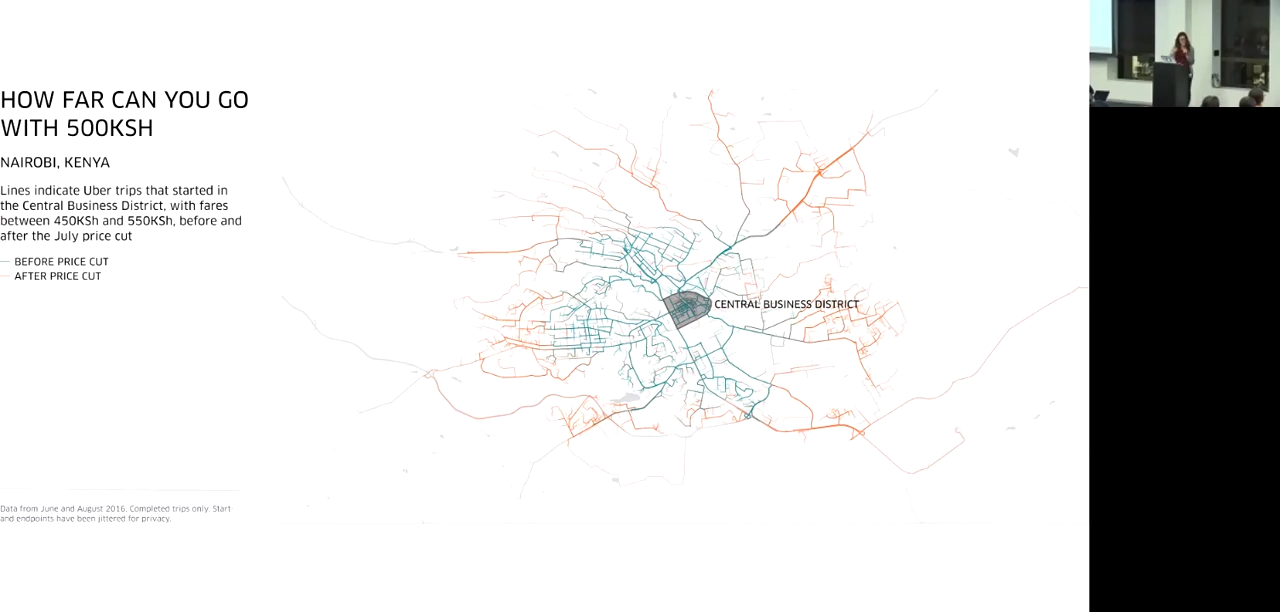 HOW FAR CAN YOU GO
WITH 500KSH
NAIROBI, KENYA
Lines indicate Uber trips that started in
the Central Business District, with fares
between 450KSh and 550KSh, before and
after the July price cut
BEFORE PRICE CUT
AFTER PRICE CUT
CENTRAL BUSINESS DISTRICT
Data from June and August 2016. Completed trips only. Start-
and endpoints have been jittered for privacy.